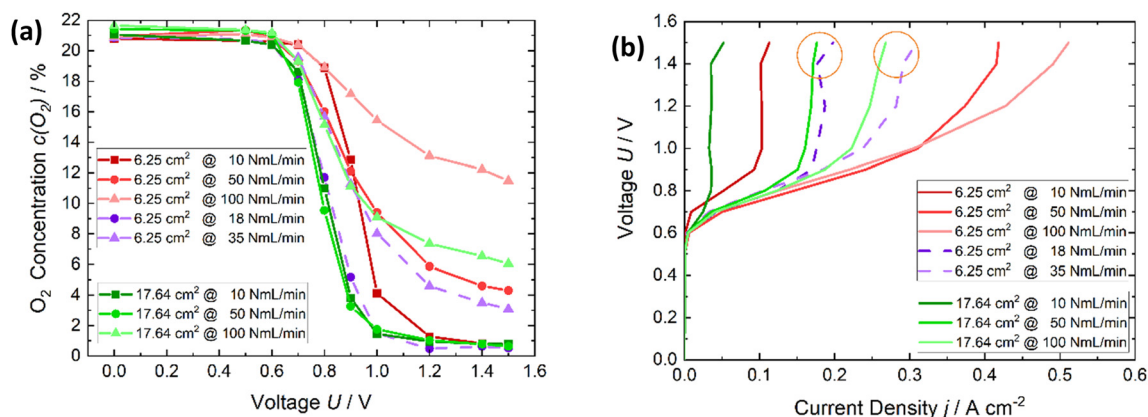 (a)
O₂ Concentration c(O₂) / %
22
20
18
16
14
12
10
8
6
4
2
0
6.25 cm² @ 10 NmL/min
6.25 cm² @ 50 NmL/min
6.25 cm² @ 100 NmL/min
6.25 cm² @ 18 NmL/min
6.25 cm² @ 35 NmL/min
17.64 cm² @ 10 NmL/min
17.64 cm² @ 50 NmL/min
17.64 cm² @ 100 NmL/min
0.0 0.2 0.4 0.6 0.8 1.0 1.2 1.4 1.6
Voltage U / V
(b)
Voltage U / V
1.6
1.4
1.2
1.0
0.8
0.6
0.4
0.2
0.0
6.25 cm² @ 10 NmL/min
6.25 cm² @ 50 NmL/min
6.25 cm² @ 100 NmL/min
6.25 cm² @ 18 NmL/min
6.25 cm² @ 35 NmL/min
17.64 cm² @ 10 NmL/min
17.64 cm² @ 50 NmL/min
17.64 cm² @ 100 NmL/min
0.0 0.1 0.2 0.3 0.4 0.5 0.6
Current Density j / A cm⁻²